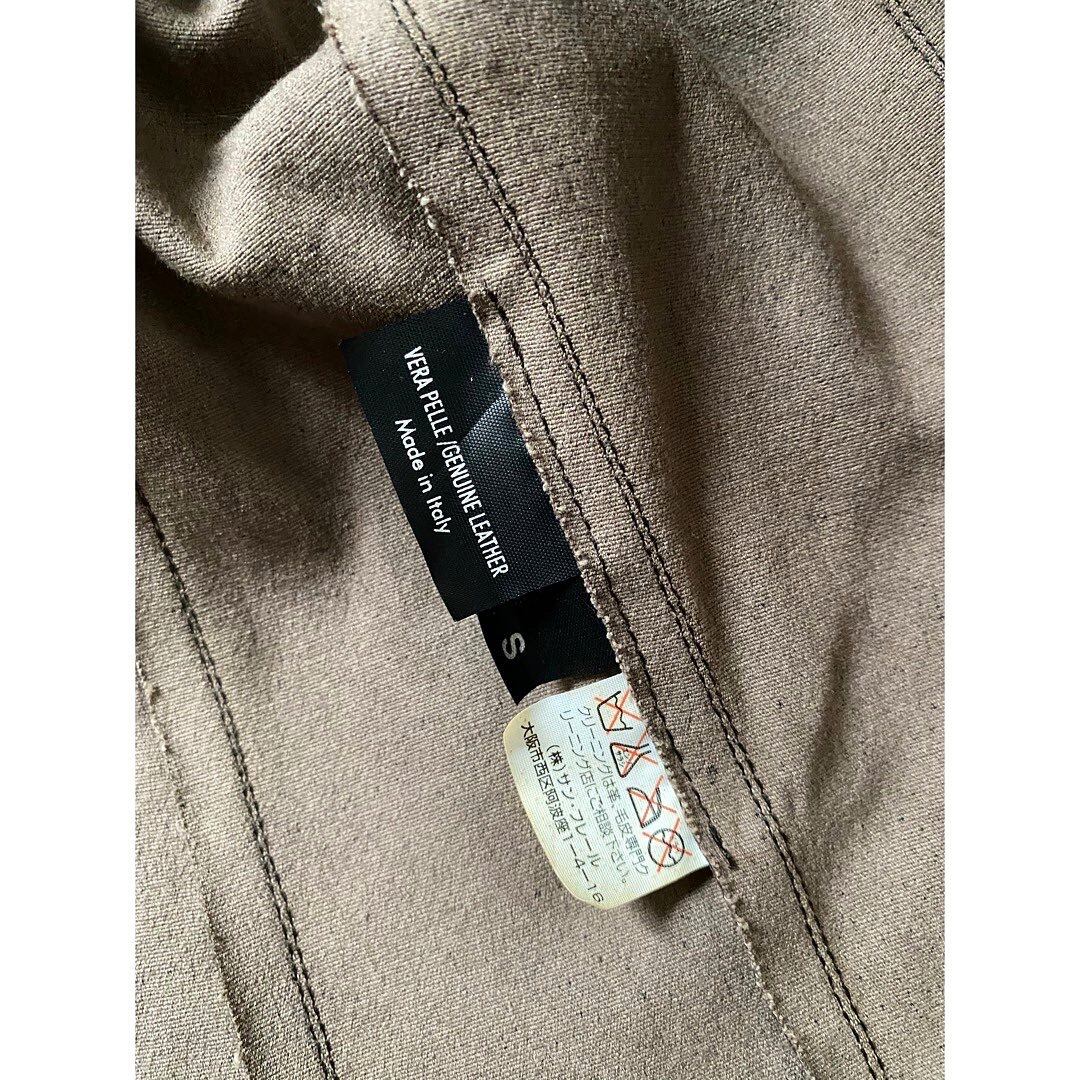 VERA PELLE/GENUINE LEATHER
Made in Italy
S
クリーニングは革、毛皮専門ク
リーニング店にご相談下さい。
(株)サン・フレール
大阪市西区阿波座1-4-16